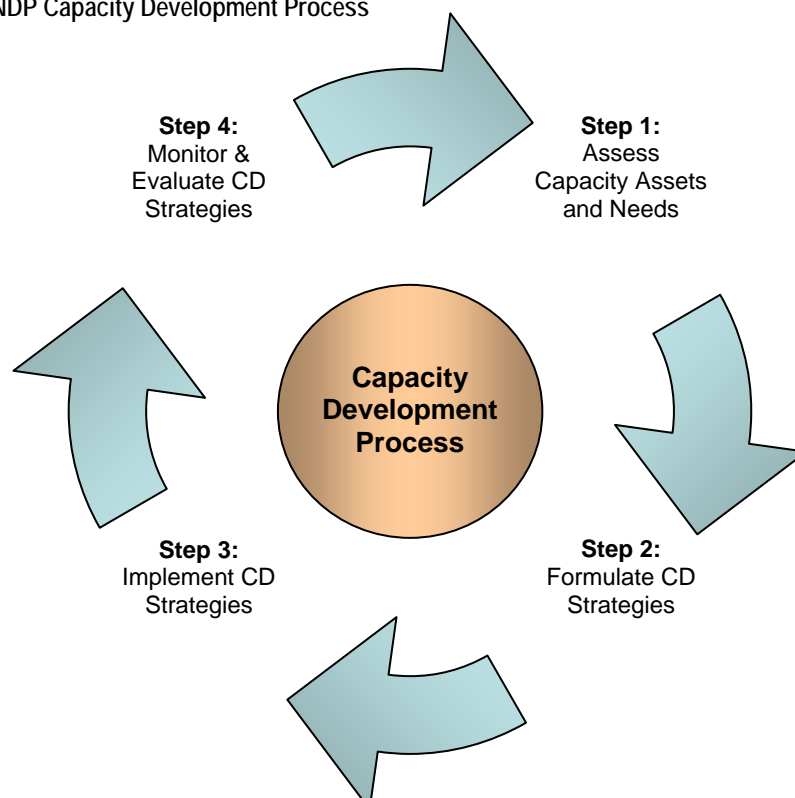 NDP Capacity Development Process
Step 1:
Assess
Capacity Assets
and Needs
Step 2:
Formulate CD
Strategies
Step 3:
Implement CD
Strategies
Step 4:
Monitor &
Evaluate CD
Strategies
Capacity
Development
Process